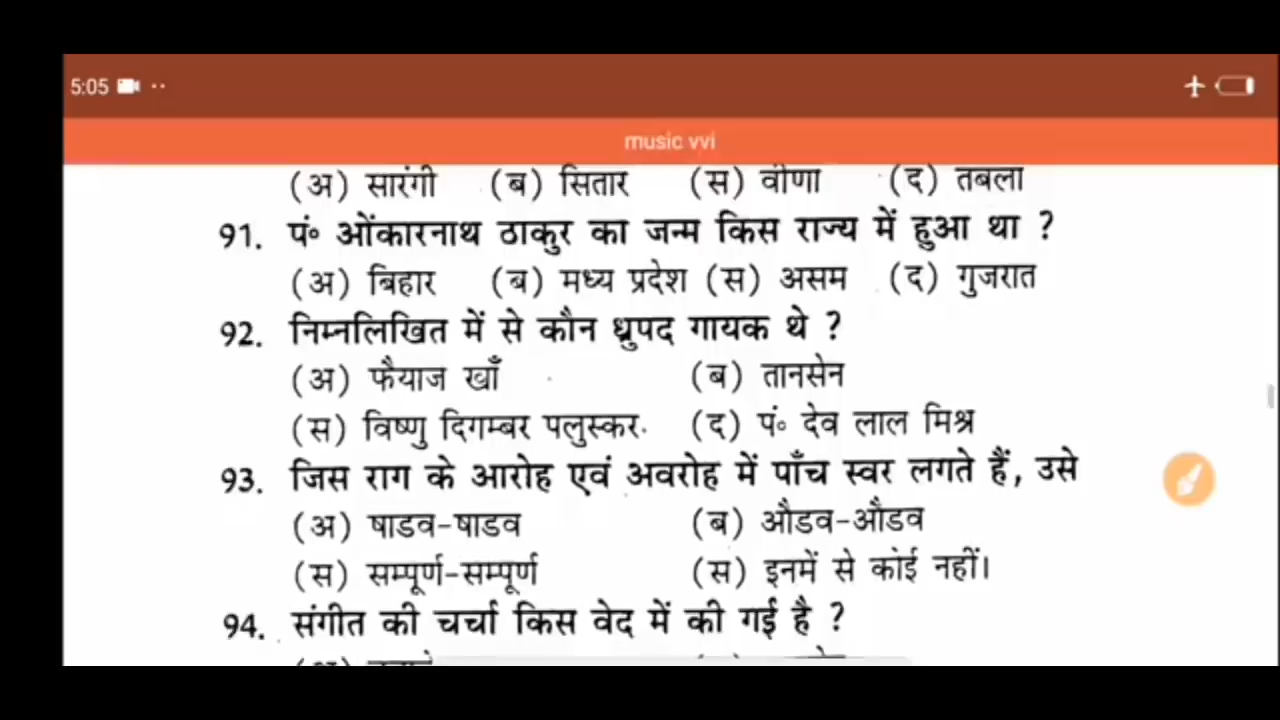 5:05
music vvi
(अ) सारंगी (ब) सितार (स) वीणा (द) तबला
91. पं० ओंकारनाथ ठाकुर का जन्म किस राज्य में हुआ था ?
(अ) बिहार (ब) मध्य प्रदेश (स) असम (द) गुजरात
92. निम्नलिखित में से कौन ध्रुपद गायक थे ?
(अ) फैयाज खाँ (ब) तानसेन
(स) विष्णु दिगम्बर पलुस्कर. (द) पं० देव लाल मिश्र
93. जिस राग के आरोह एवं अवरोह में पाँच स्वर लगते हैं, उसे
(अ) षाडव-षाडव (ब) औडव-औडव
(स) सम्पूर्ण-सम्पूर्ण (स) इनमें से कोई नहीं।
94. संगीत की चर्चा किस वेद में की गई है ?